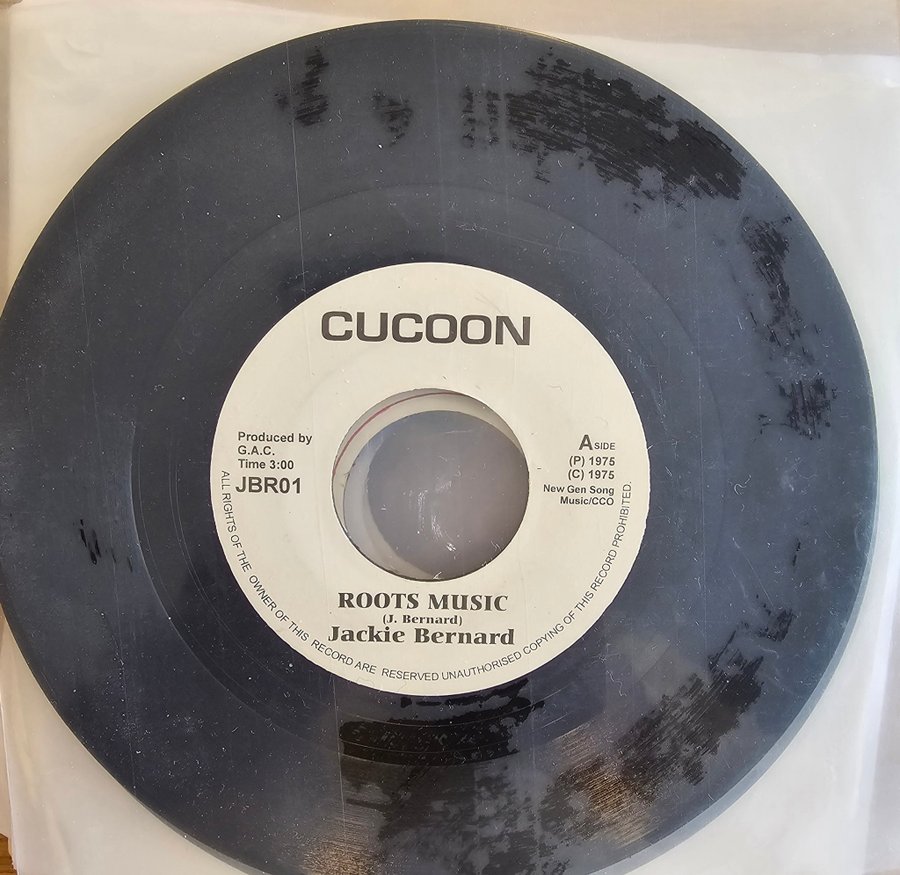 CUCOON
Produced by
G.A.C.
Time 3:00
JBR01
A SIDE
(P) 1975
(C) 1975
New Gen Song
Music/CCO
ROOTS MUSIC
(J. Bernard)
Jackie Bernard
ALL RIGHTS OF THE OWNER OF THIS RECORD ARE RESERVED UNAUTHORISED COPYING OF THIS RECORD PROHIBITED.